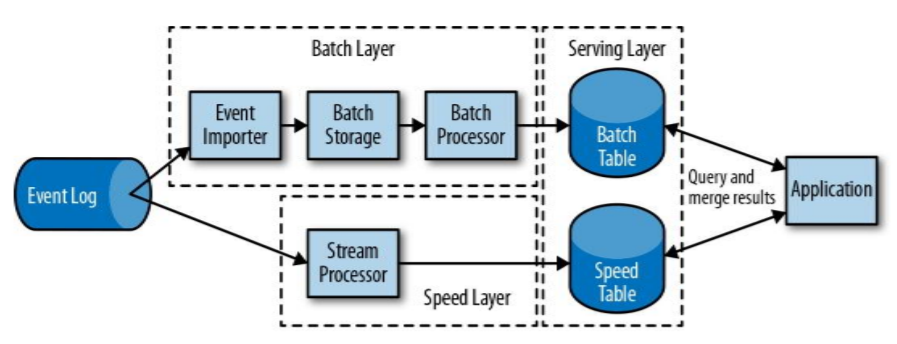 Batch Layer
Serving Layer
Event
Importer
Batch
Storage
Batch
Processor
Batch
Table
Event Log
Query and
merge results
Application
Stream
Processor
Speed Layer
Speed
Table